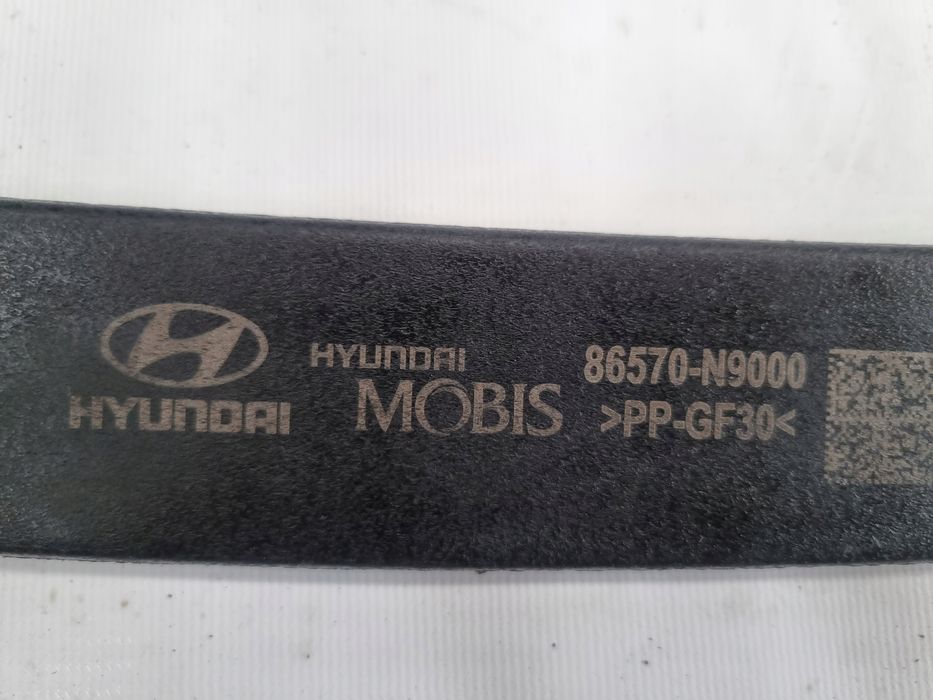 HYUNDAI
HYUNDAI
MOBIS
86570-N9000
>PP-GF30<